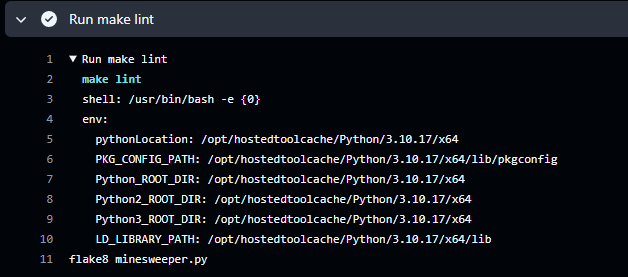 Run make lint
1 ▼ Run make lint
2 make lint
3 shell: /usr/bin/bash -e {0}
4 env:
5 pythonLocation: /opt/hostedtoolcache/Python/3.10.17/x64
6 PKG_CONFIG_PATH: /opt/hostedtoolcache/Python/3.10.17/x64/lib/pkgconfig
7 Python_ROOT_DIR: /opt/hostedtoolcache/Python/3.10.17/x64
8 Python2_ROOT_DIR: /opt/hostedtoolcache/Python/3.10.17/x64
9 Python3_ROOT_DIR: /opt/hostedtoolcache/Python/3.10.17/x64
10 LD_LIBRARY_PATH: /opt/hostedtoolcache/Python/3.10.17/x64/lib
11 flake8 minesweeper.py